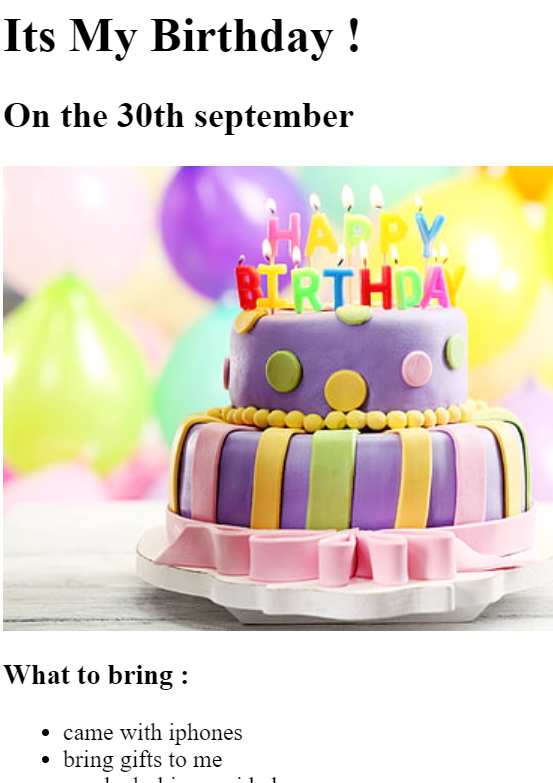 Its My Birthday !
On the 30th september
HAPPY
BIRTHDAY
What to bring :
came with iphones
bring gifts to me